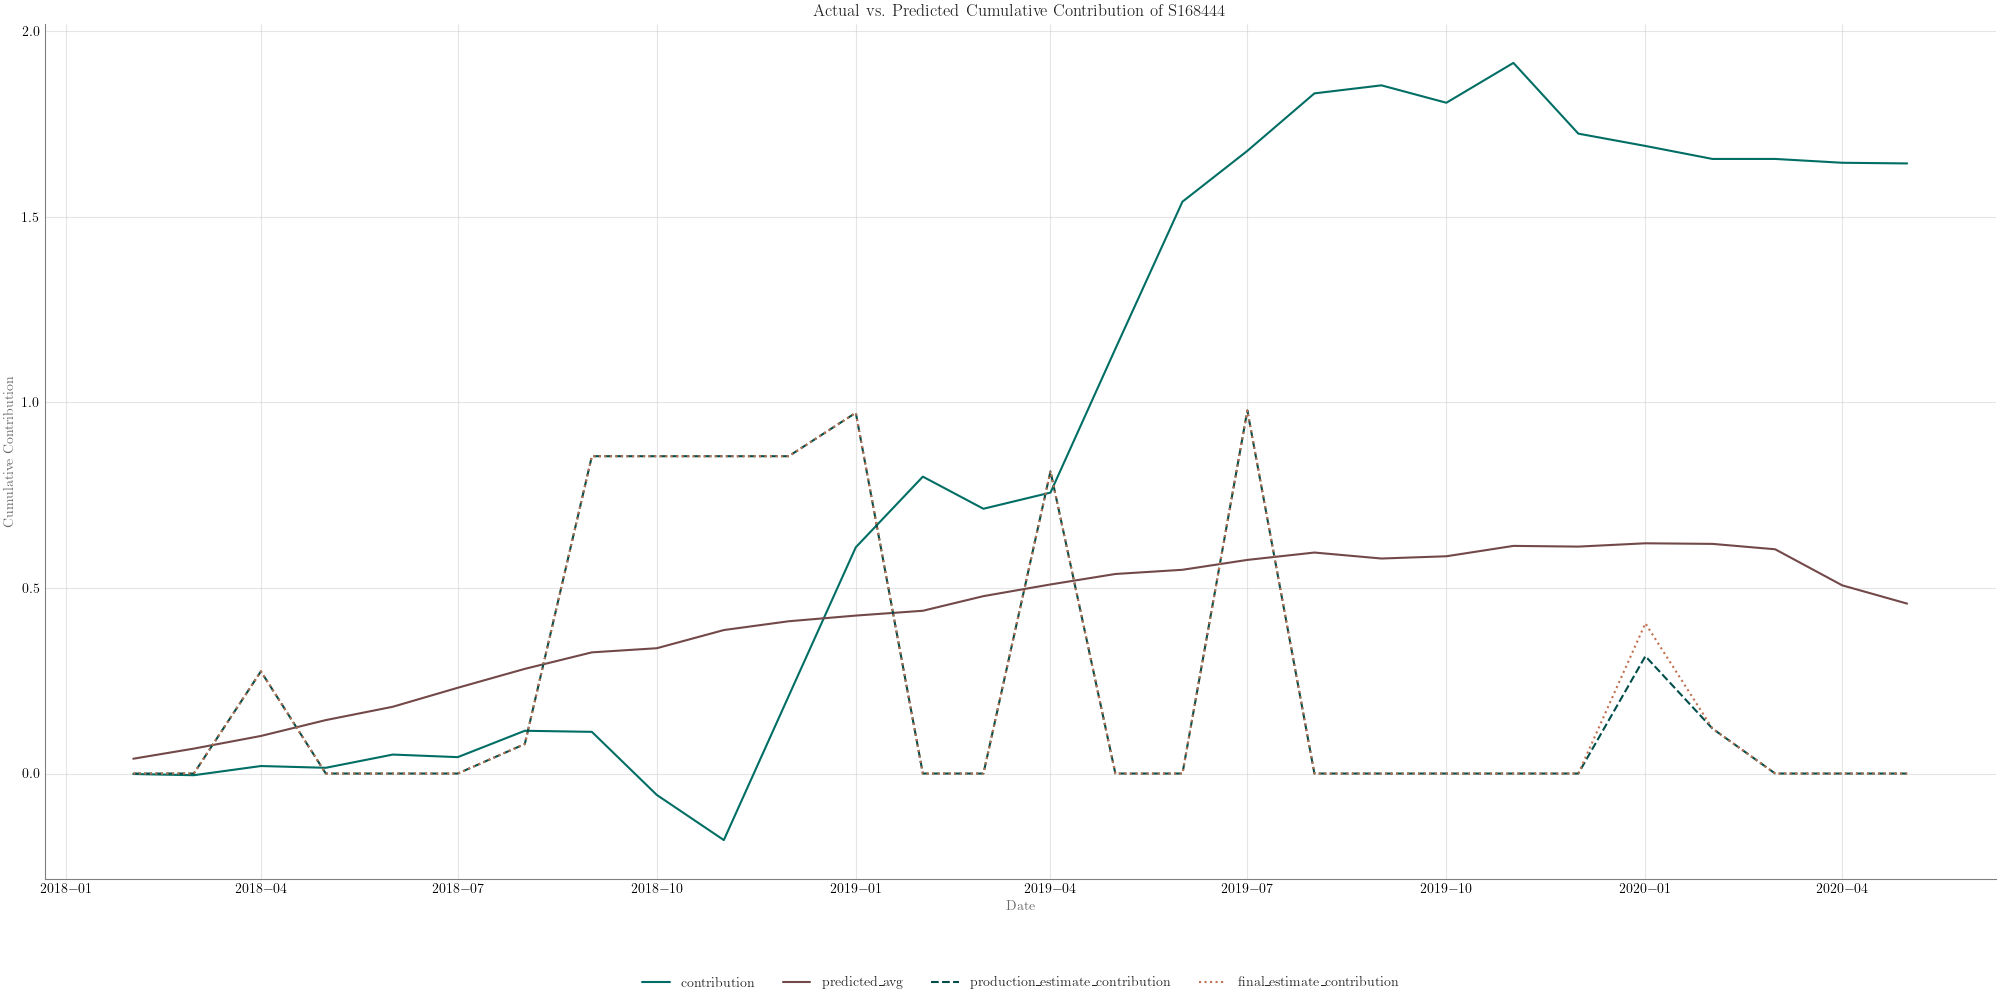 Actual vs. Predicted Cumulative Contribution of S168444
2.0
1.5
1.0
0.5
0.0
Cumulative Contribution
2018−01 2018−04 2018−07 2018−10 2019−01 2019−04 2019−07 2019−10 2020−01 2020−04
Date
contribution predicted_avg production_estimate_contribution final_estimate_contribution